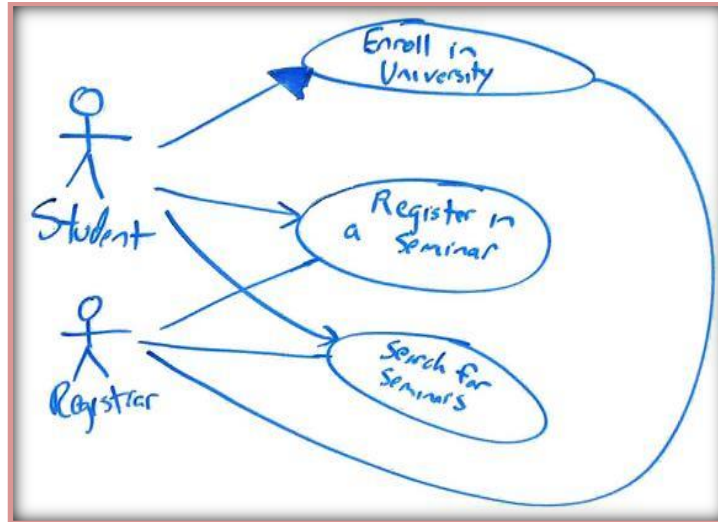 Enroll in
University
Student
Register in
a Seminar
Search for
Seminars
Registrar